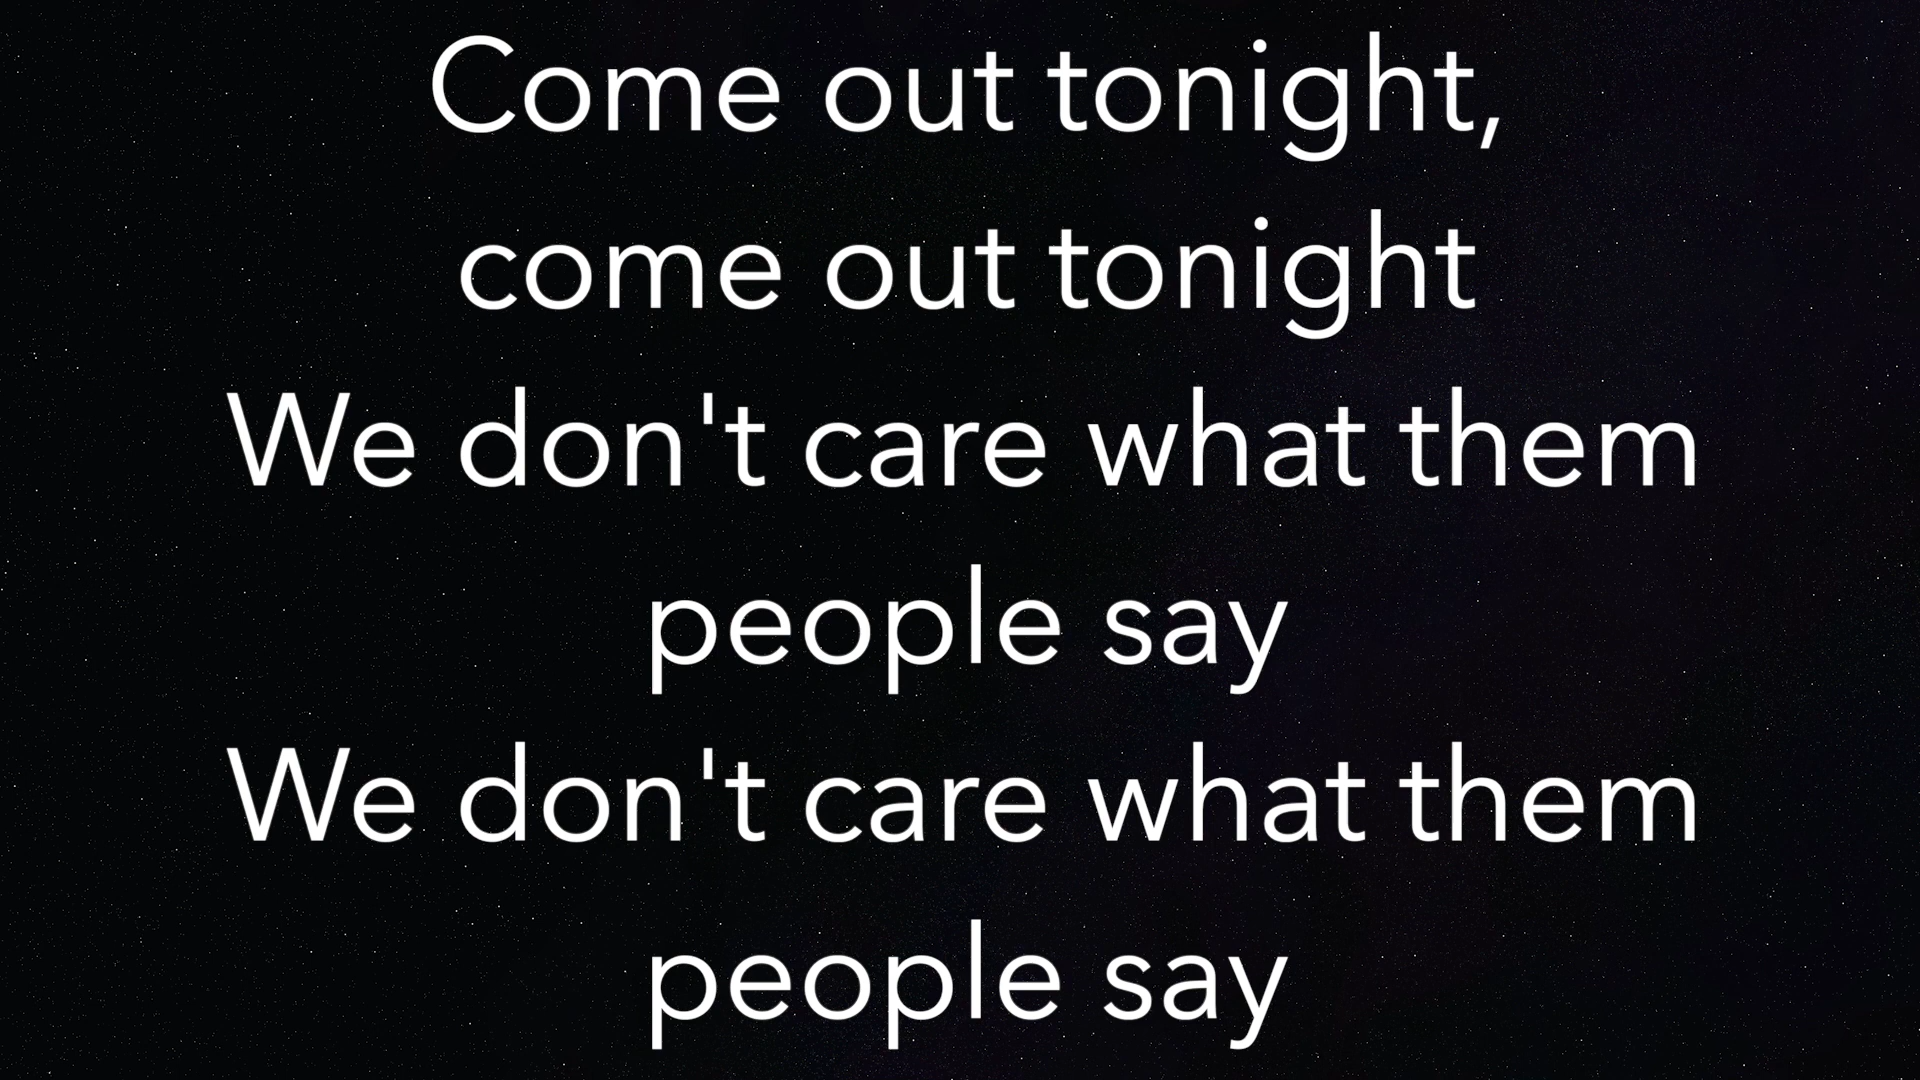 Come out tonight,
come out tonight
We don't care what them
people say
We don't care what them
people say